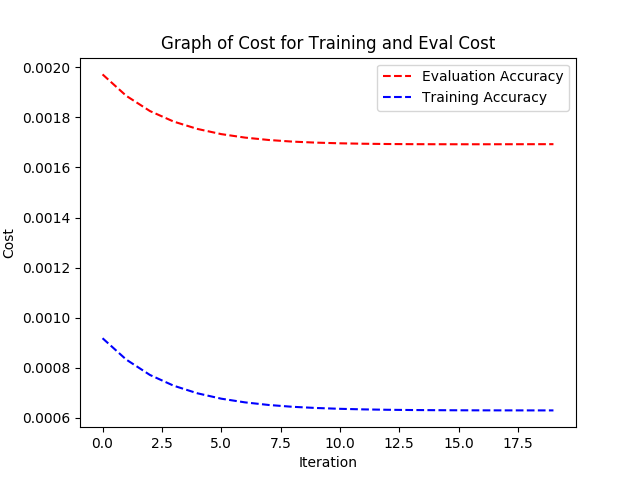 Graph of Cost for Training and Eval Cost
Evaluation Accuracy
Training Accuracy
0.0020
0.0018
0.0016
0.0014
0.0012
0.0010
0.0008
0.0006
Cost
0.0 2.5 5.0 7.5 10.0 12.5 15.0 17.5
Iteration